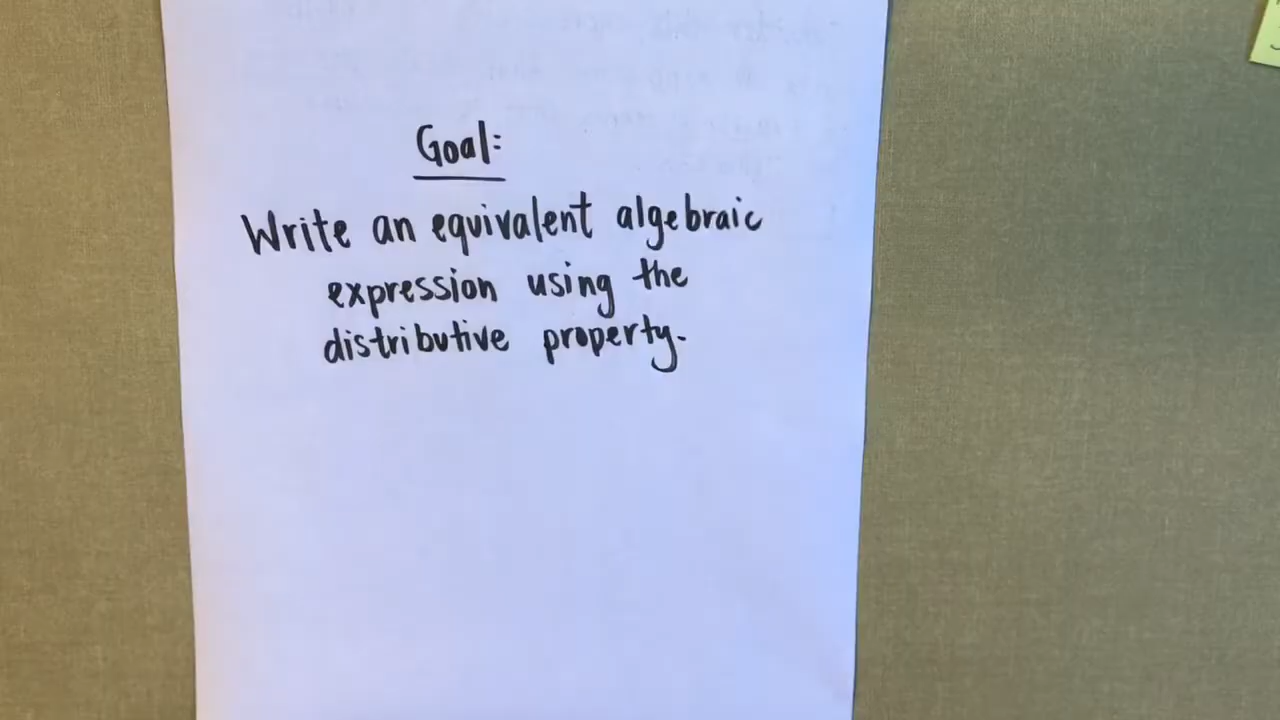 Goal:
Write an equivalent algebraic
expression using the
distributive property.